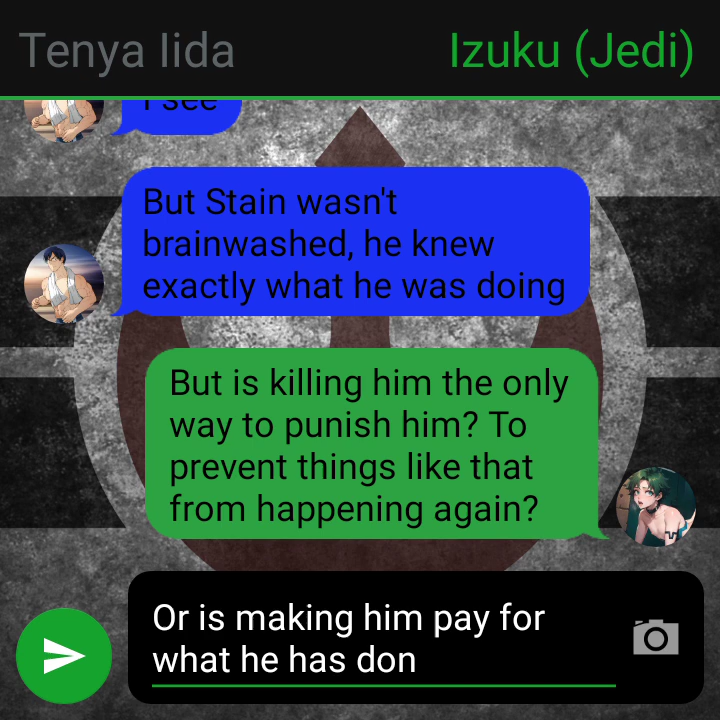 Tenya Iida
Izuku (Jedi)
I see
But Stain wasn't
brainwashed, he knew
exactly what he was doing
But is killing him the only
way to punish him? To
prevent things like that
from happening again?
Or is making him pay for
what he has don